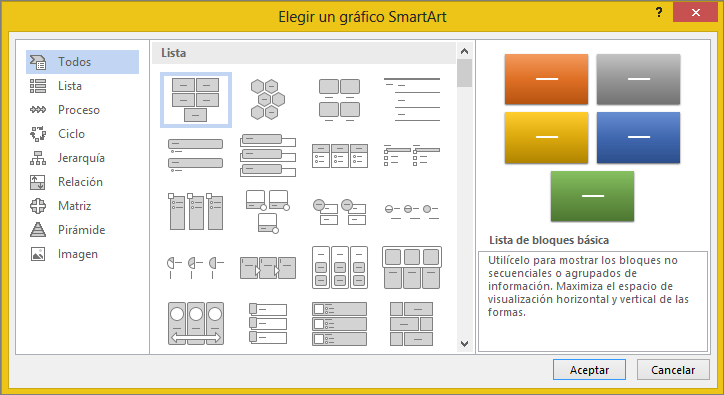 Elegir un gráfico SmartArt
?
Todos
Lista
Proceso
Ciclo
Jerarquía
Relación
Matriz
Pirámide
Imagen
Lista
Lista de bloques básica
Utilícelo para mostrar los bloques no
secuenciales o agrupados de
información. Maximiza el espacio de
visualización horizontal y vertical de las
formas.
Aceptar
Cancelar